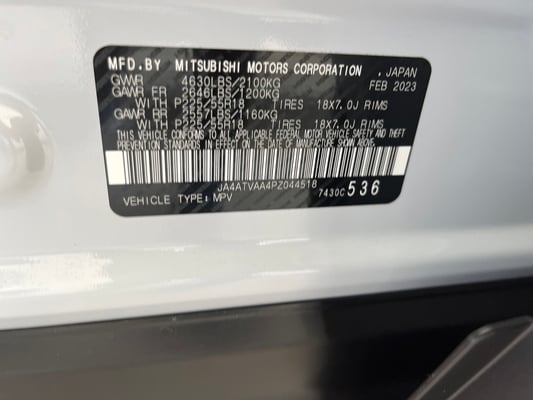 MFD.BY MITSUBISHI MOTORS CORPORATION , JAPAN
GVWR 4630LBS/2100KG FEB 2023
GAWR FR 2646LBS/1200KG
WITH P225/55R18 TIRES 18X7.0J RIMS
GAWR RR 2557LBS/1160KG
WITH P225/55R18 TIRES 18X7.0J RIMS
THIS VEHICLE CONFORMS TO ALL APPLICABLE FEDERAL MOTOR VEHICLE SAFETY AND THEFT
PREVENTION STANDARDS IN EFFECT ON THE DATE OF MANUFACTURE SHOWN ABOVE.
JA4ATVAA4PZ044518
VEHICLE TYPE: MPV 7430C 536